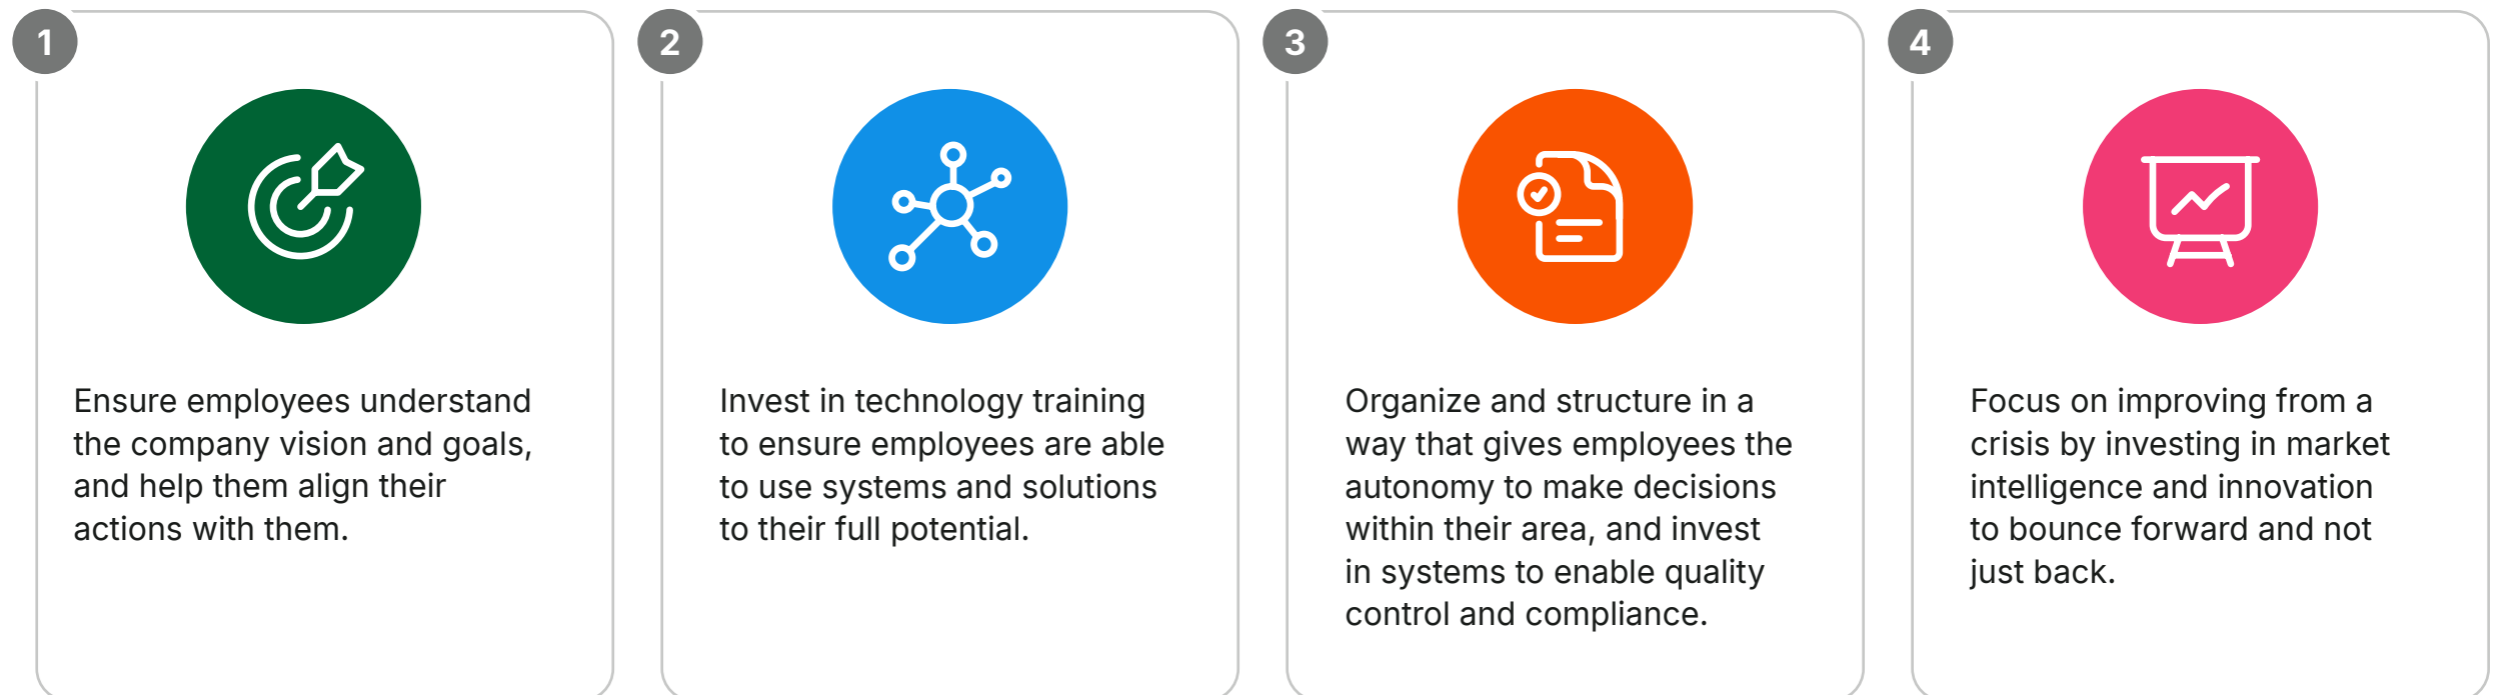 1
Ensure employees understand
the company vision and goals,
and help them align their
actions with them.
2
Invest in technology training
to ensure employees are able
to use systems and solutions
to their full potential.
3
Organize and structure in a
way that gives employees the
autonomy to make decisions
within their area, and invest
in systems to enable quality
control and compliance.
4
Focus on improving from a
crisis by investing in market
intelligence and innovation
to bounce forward and not
just back.